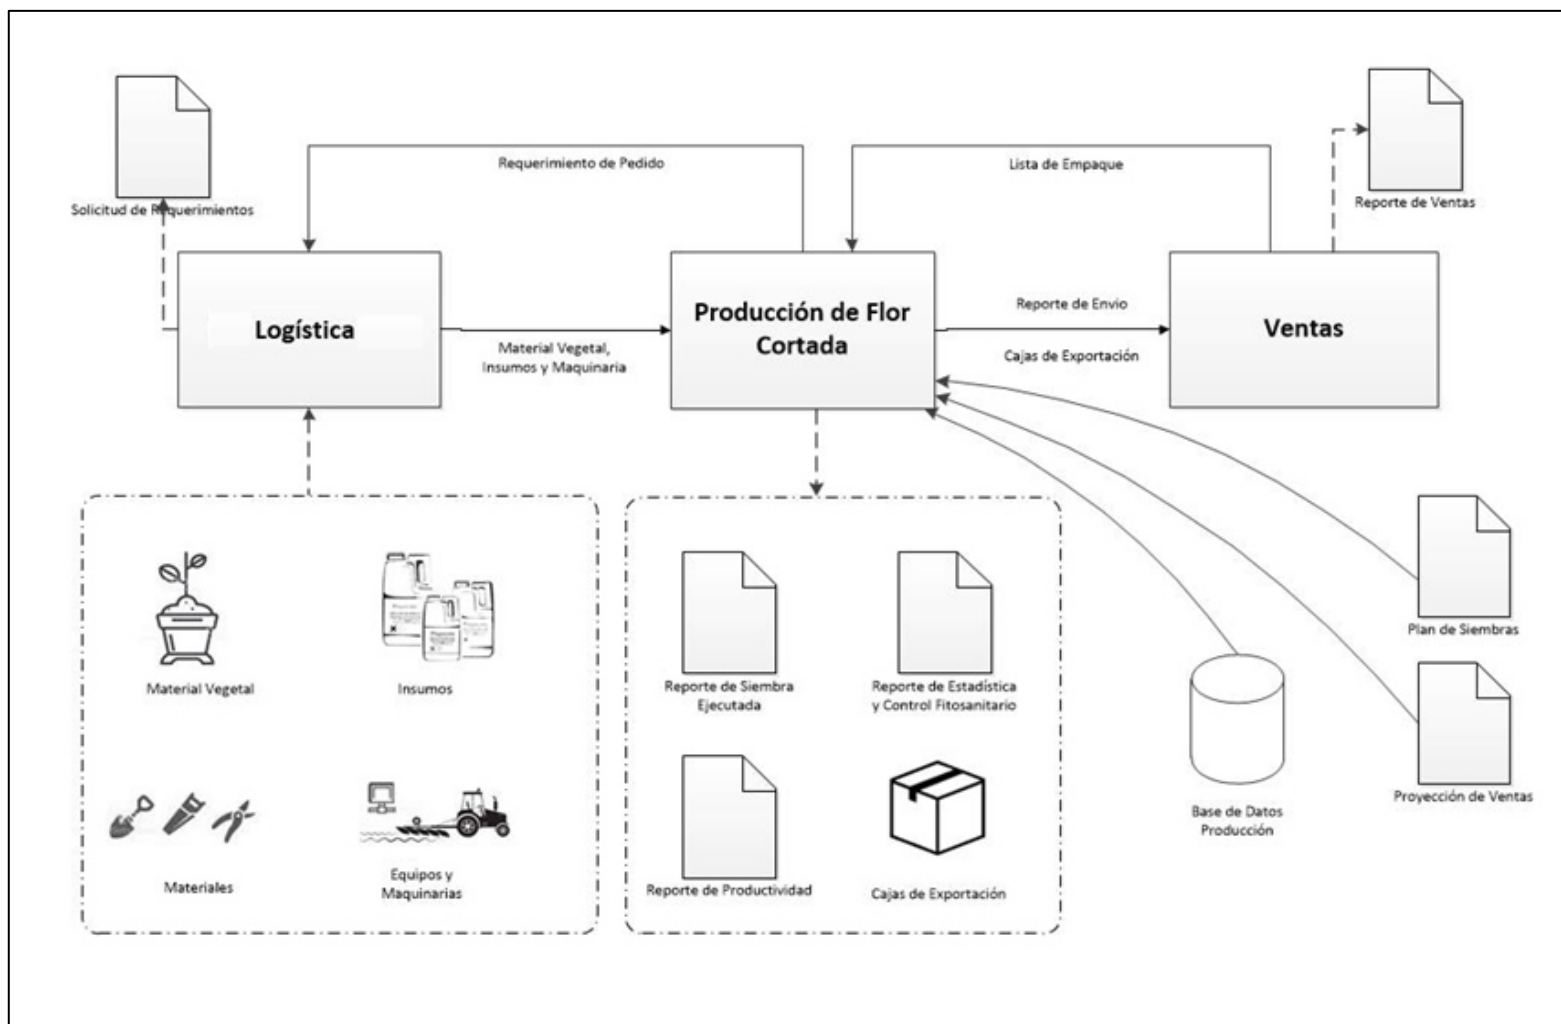 Requerimiento de Pedido
Lista de Empaque
Solicitud de Requerimientos
Reporte de Ventas
Logística
Producción de Flor
Cortada
Ventas
Reporte de Envio
Cajas de Exportación
Material Vegetal,
Insumos y Maquinaria
Material Vegetal
Insumos
Materiales
Equipos y
Maquinarias
Reporte de Siembra
Ejecutada
Reporte de Estadística
y Control Fitosanitario
Reporte de Productividad
Cajas de Exportación
Plan de Siembras
Proyección de Ventas
Base de Datos
Producción